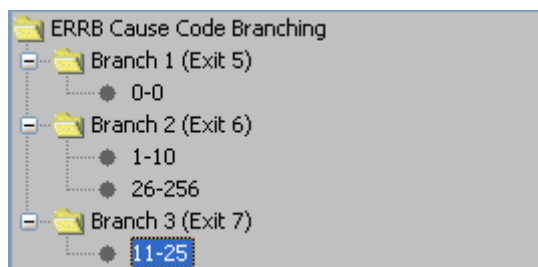 ERRB Cause Code Branching
Branch 1 (Exit 5)
0-0
Branch 2 (Exit 6)
1-10
26-256
Branch 3 (Exit 7)
11-25